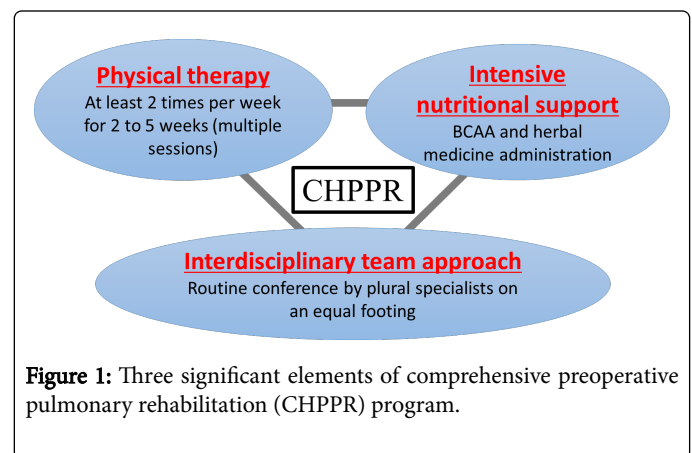 Physical therapy
At least 2 times per week
for 2 to 5 weeks (multiple
sessions)
Intensive
nutritional support
BCAA and herbal
medicine administration
CHPPR
Interdisciplinary team approach
Routine conference by plural specialists on
an equal footing
Figure 1: Three significant elements of comprehensive preoperative
pulmonary rehabilitation (CHPPR) program.